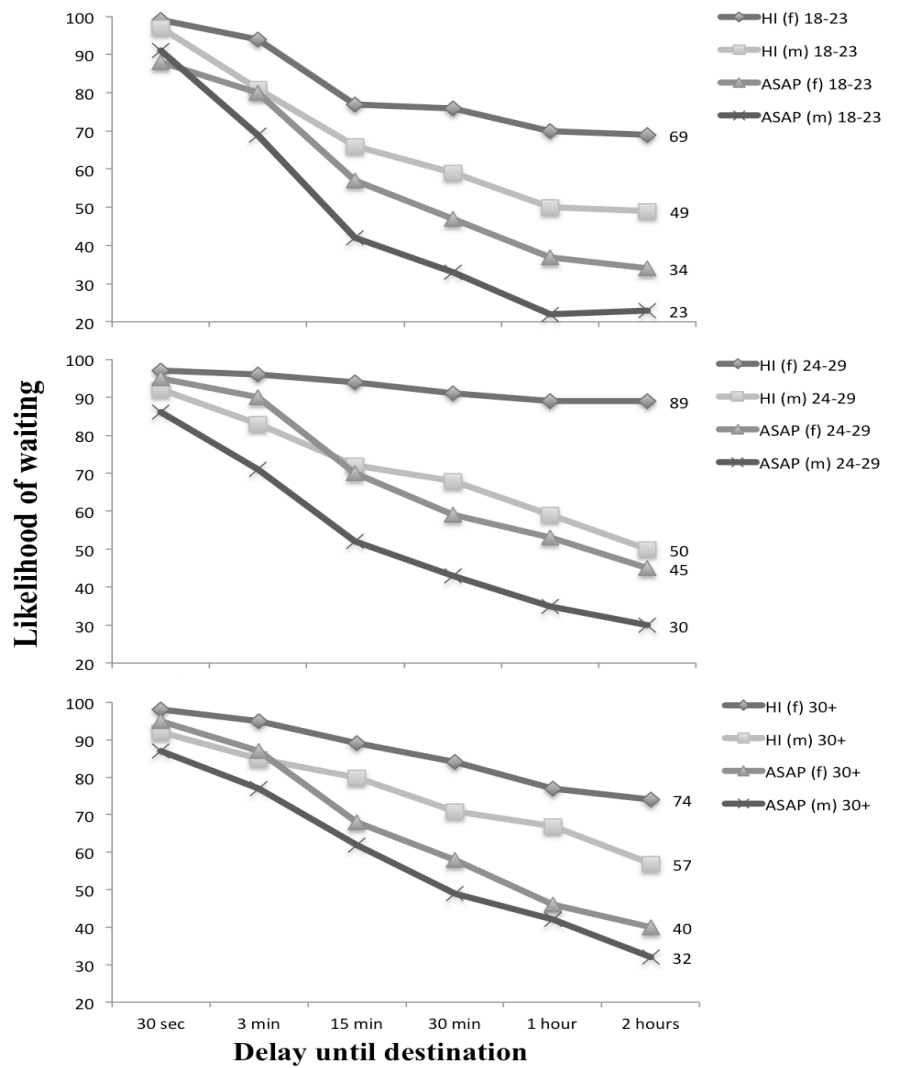 Likelihood of waiting
100
90
80
70
60
50
40
30
20
69
49
34
23
HI (f) 18-23
HI (m) 18-23
ASAP (f) 18-23
ASAP (m) 18-23
100
90
80
70
60
50
40
30
20
89
50
45
30
HI (f) 24-29
HI (m) 24-29
ASAP (f) 24-29
ASAP (m) 24-29
100
90
80
70
60
50
40
30
20
74
57
40
32
HI (f) 30+
HI (m) 30+
ASAP (f) 30+
ASAP (m) 30+
30 sec 3 min 15 min 30 min 1 hour 2 hours
Delay until destination